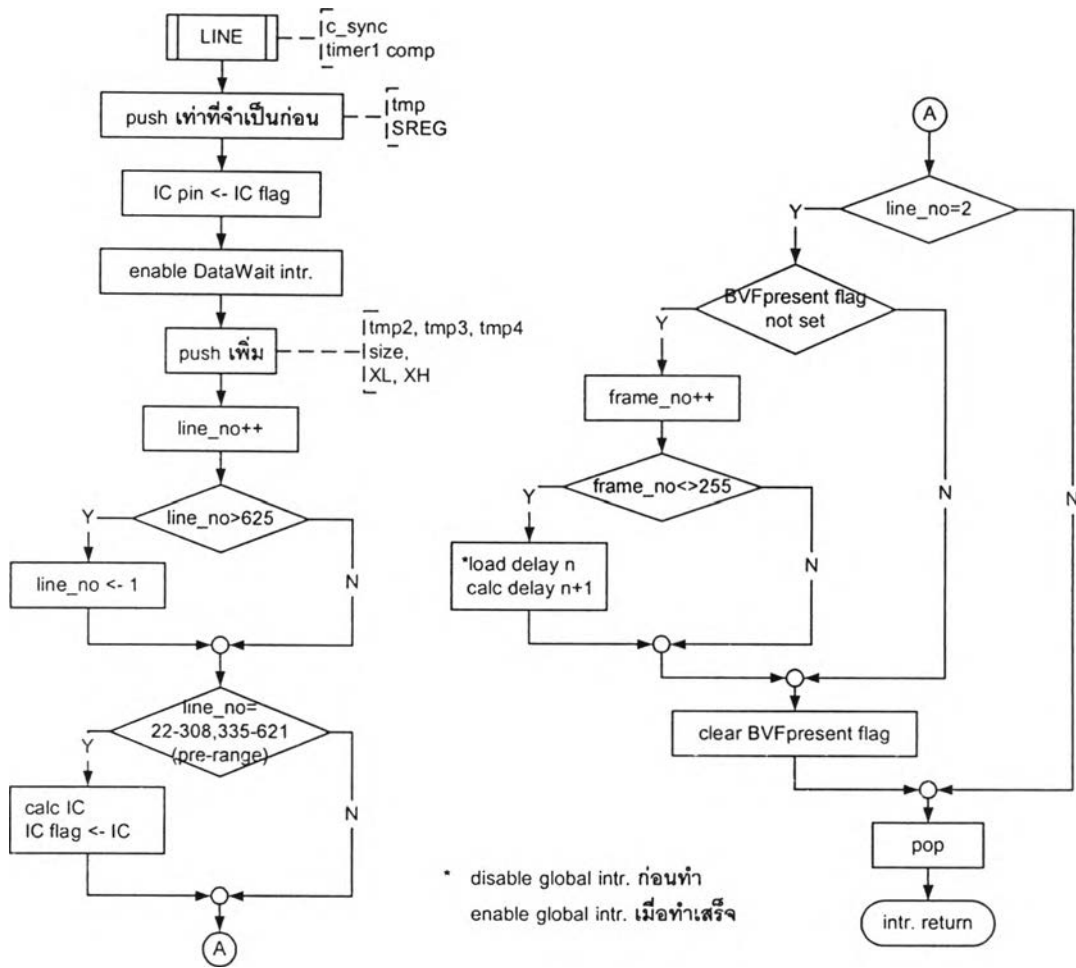 LINE
c_sync
timer1 comp
push เท่าที่จำเป็นก่อน
tmp
SREG
IC pin <- IC flag
enable DataWait intr.
push เพิ่ม
tmp2, tmp3, tmp4
size,
XL, XH
line_no++
line_no>625
Y
N
line_no <- 1
line_no=
22-308,335-621
(pre-range)
Y
N
calc IC
IC flag <- IC
A
A
line_no=2
Y
N
BVFpresent flag
not set
Y
N
frame_no++
frame_no<>255
Y
N
*load delay n
calc delay n+1
clear BVFpresent flag
pop
intr. return
* disable global intr. ก่อนทำ
enable global intr. เมื่อทำเสร็จ